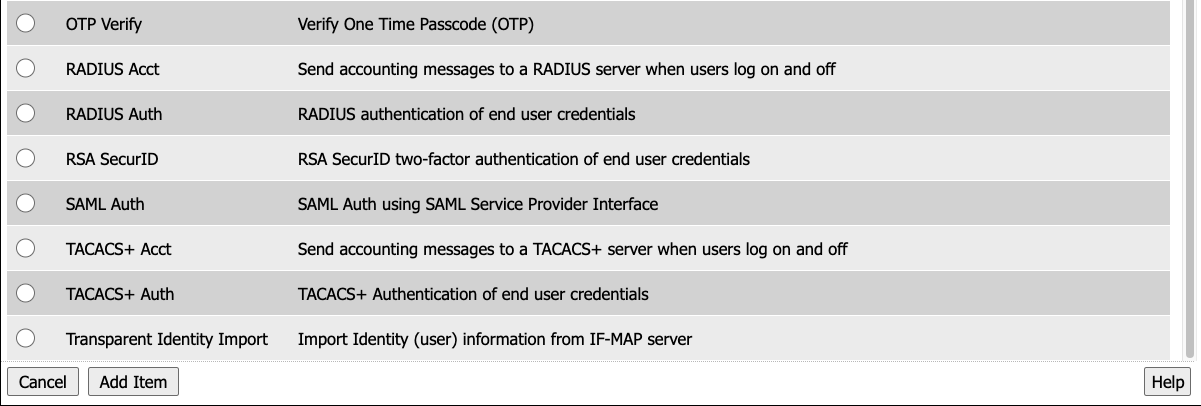 OTP Verify Verify One Time Passcode (OTP)
RADIUS Acct Send accounting messages to a RADIUS server when users log on and off
RADIUS Auth RADIUS authentication of end user credentials
RSA SecurID RSA SecurID two-factor authentication of end user credentials
SAML Auth SAML Auth using SAML Service Provider Interface
TACACS+ Acct Send accounting messages to a TACACS+ server when users log on and off
TACACS+ Auth TACACS+ Authentication of end user credentials
Transparent Identity Import Import Identity (user) information from IF-MAP server
Cancel Add Item Help